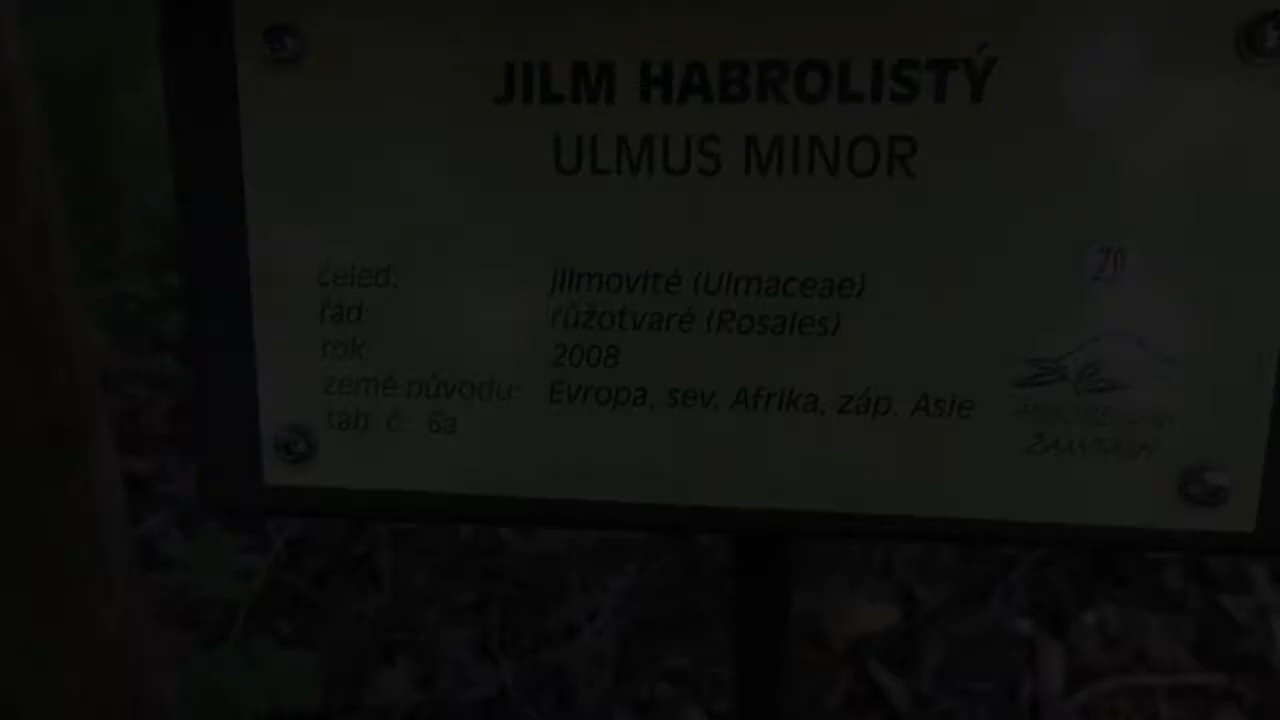 JILM HABROLISTÝ
ULMUS MINOR
čeleď: jilmovité (Ulmaceae)
řád: růžotvaré (Rosales)
rok: 2008
země původu: Evropa, sev. Afrika, záp. Asie
tab. č.: 6a